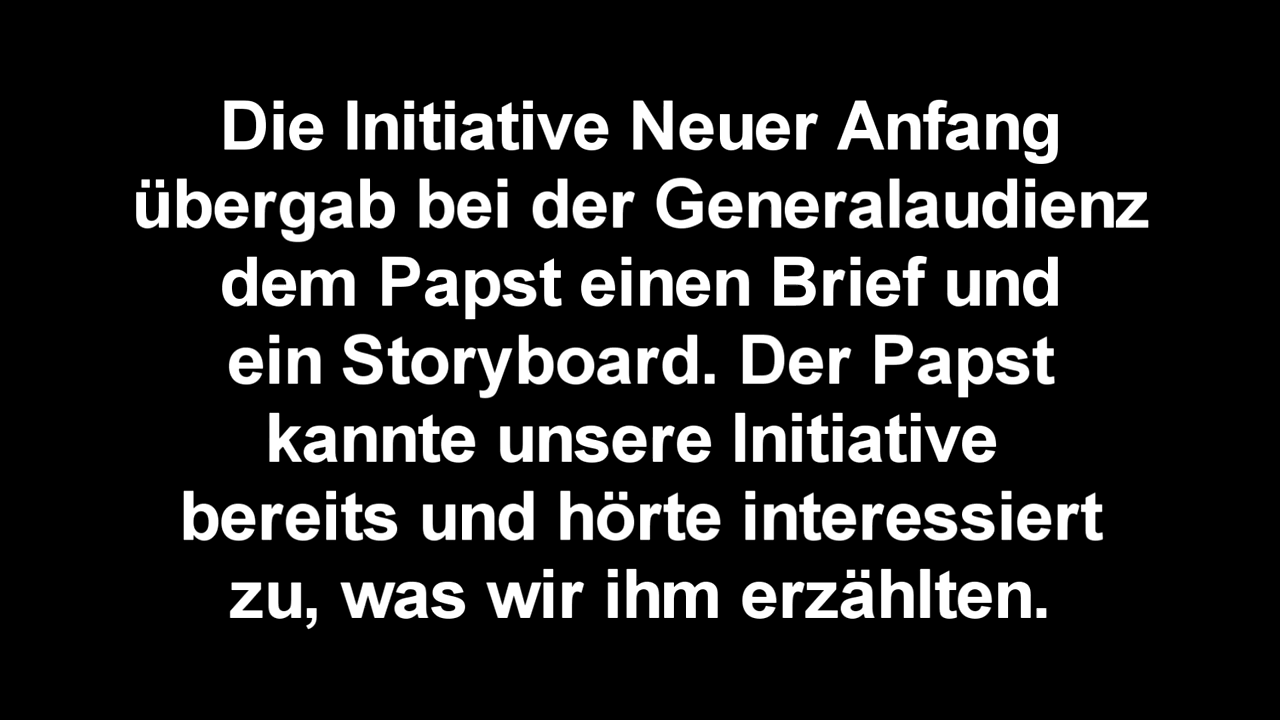 Die Initiative Neuer Anfang
übergab bei der Generalaudienz
dem Papst einen Brief und
ein Storyboard. Der Papst
kannte unsere Initiative
bereits und hörte interessiert
zu, was wir ihm erzählten.